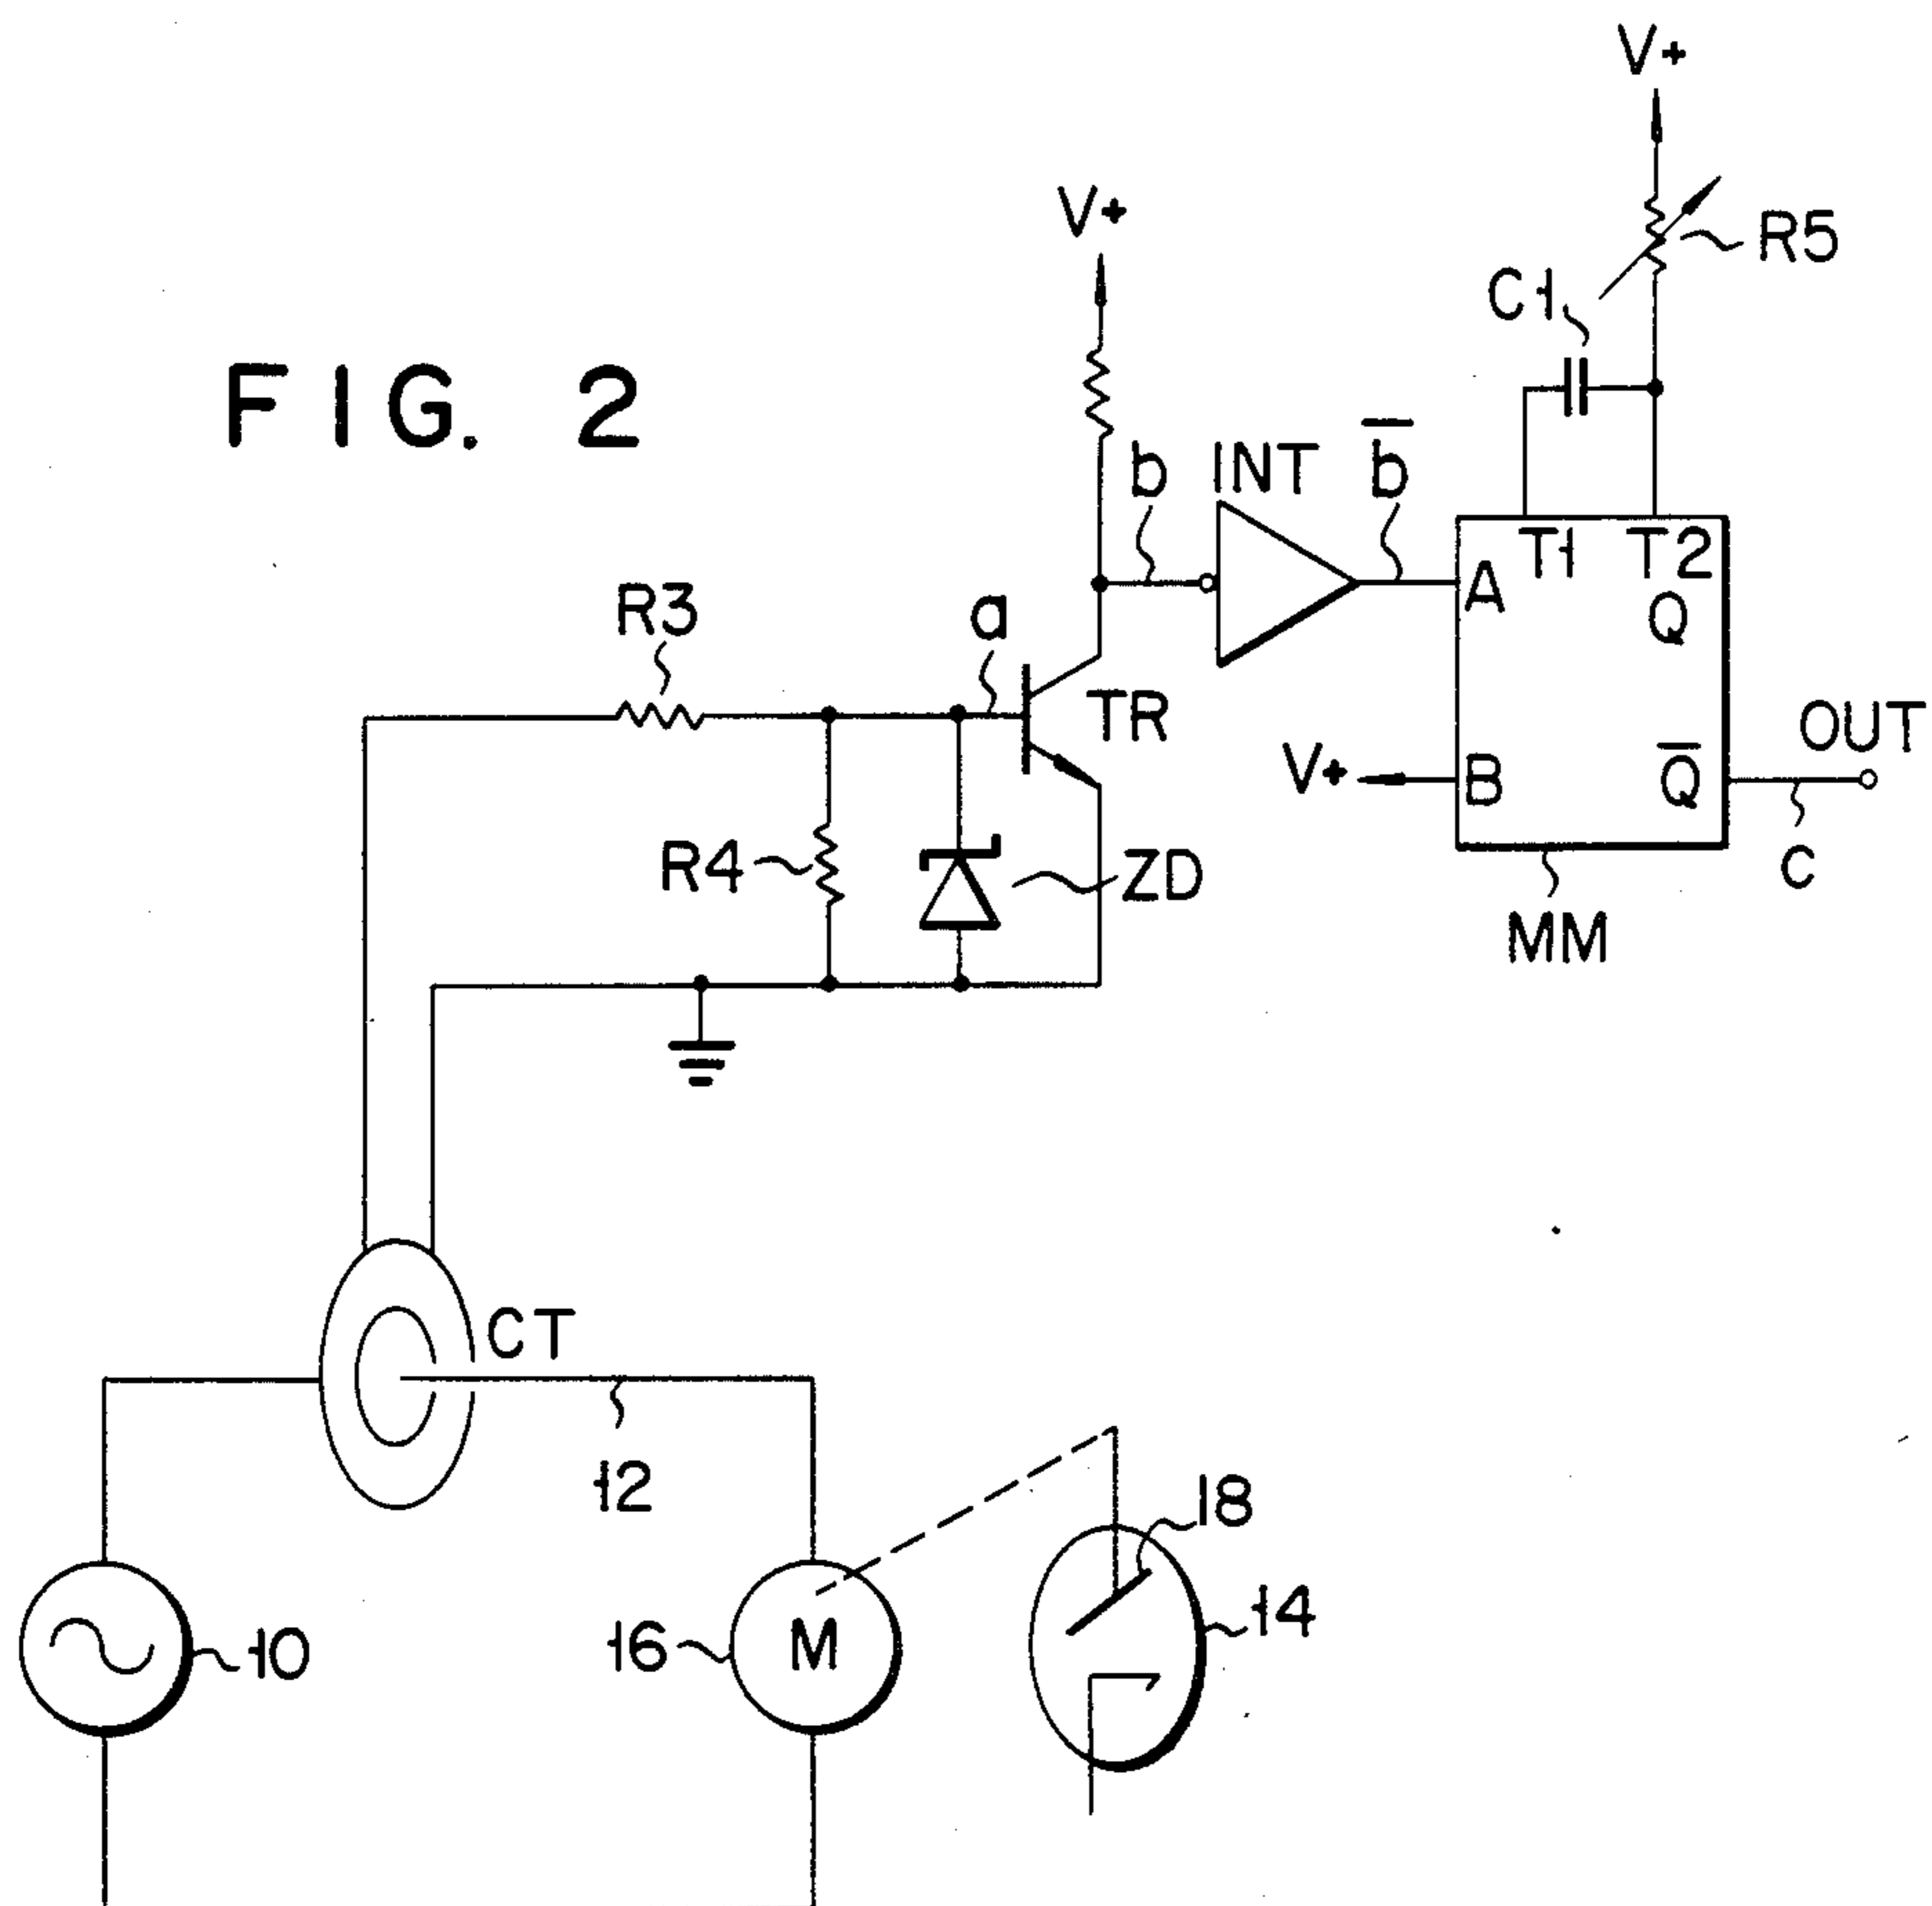 V+
V+
R5
C1
FIG. 2
b
INT
b̅
T1
T2
A
Q
R3
a
TR
OUT
V+
B
Q̅
R4
ZD
C
MM
CT
12
18
14
16
M
10